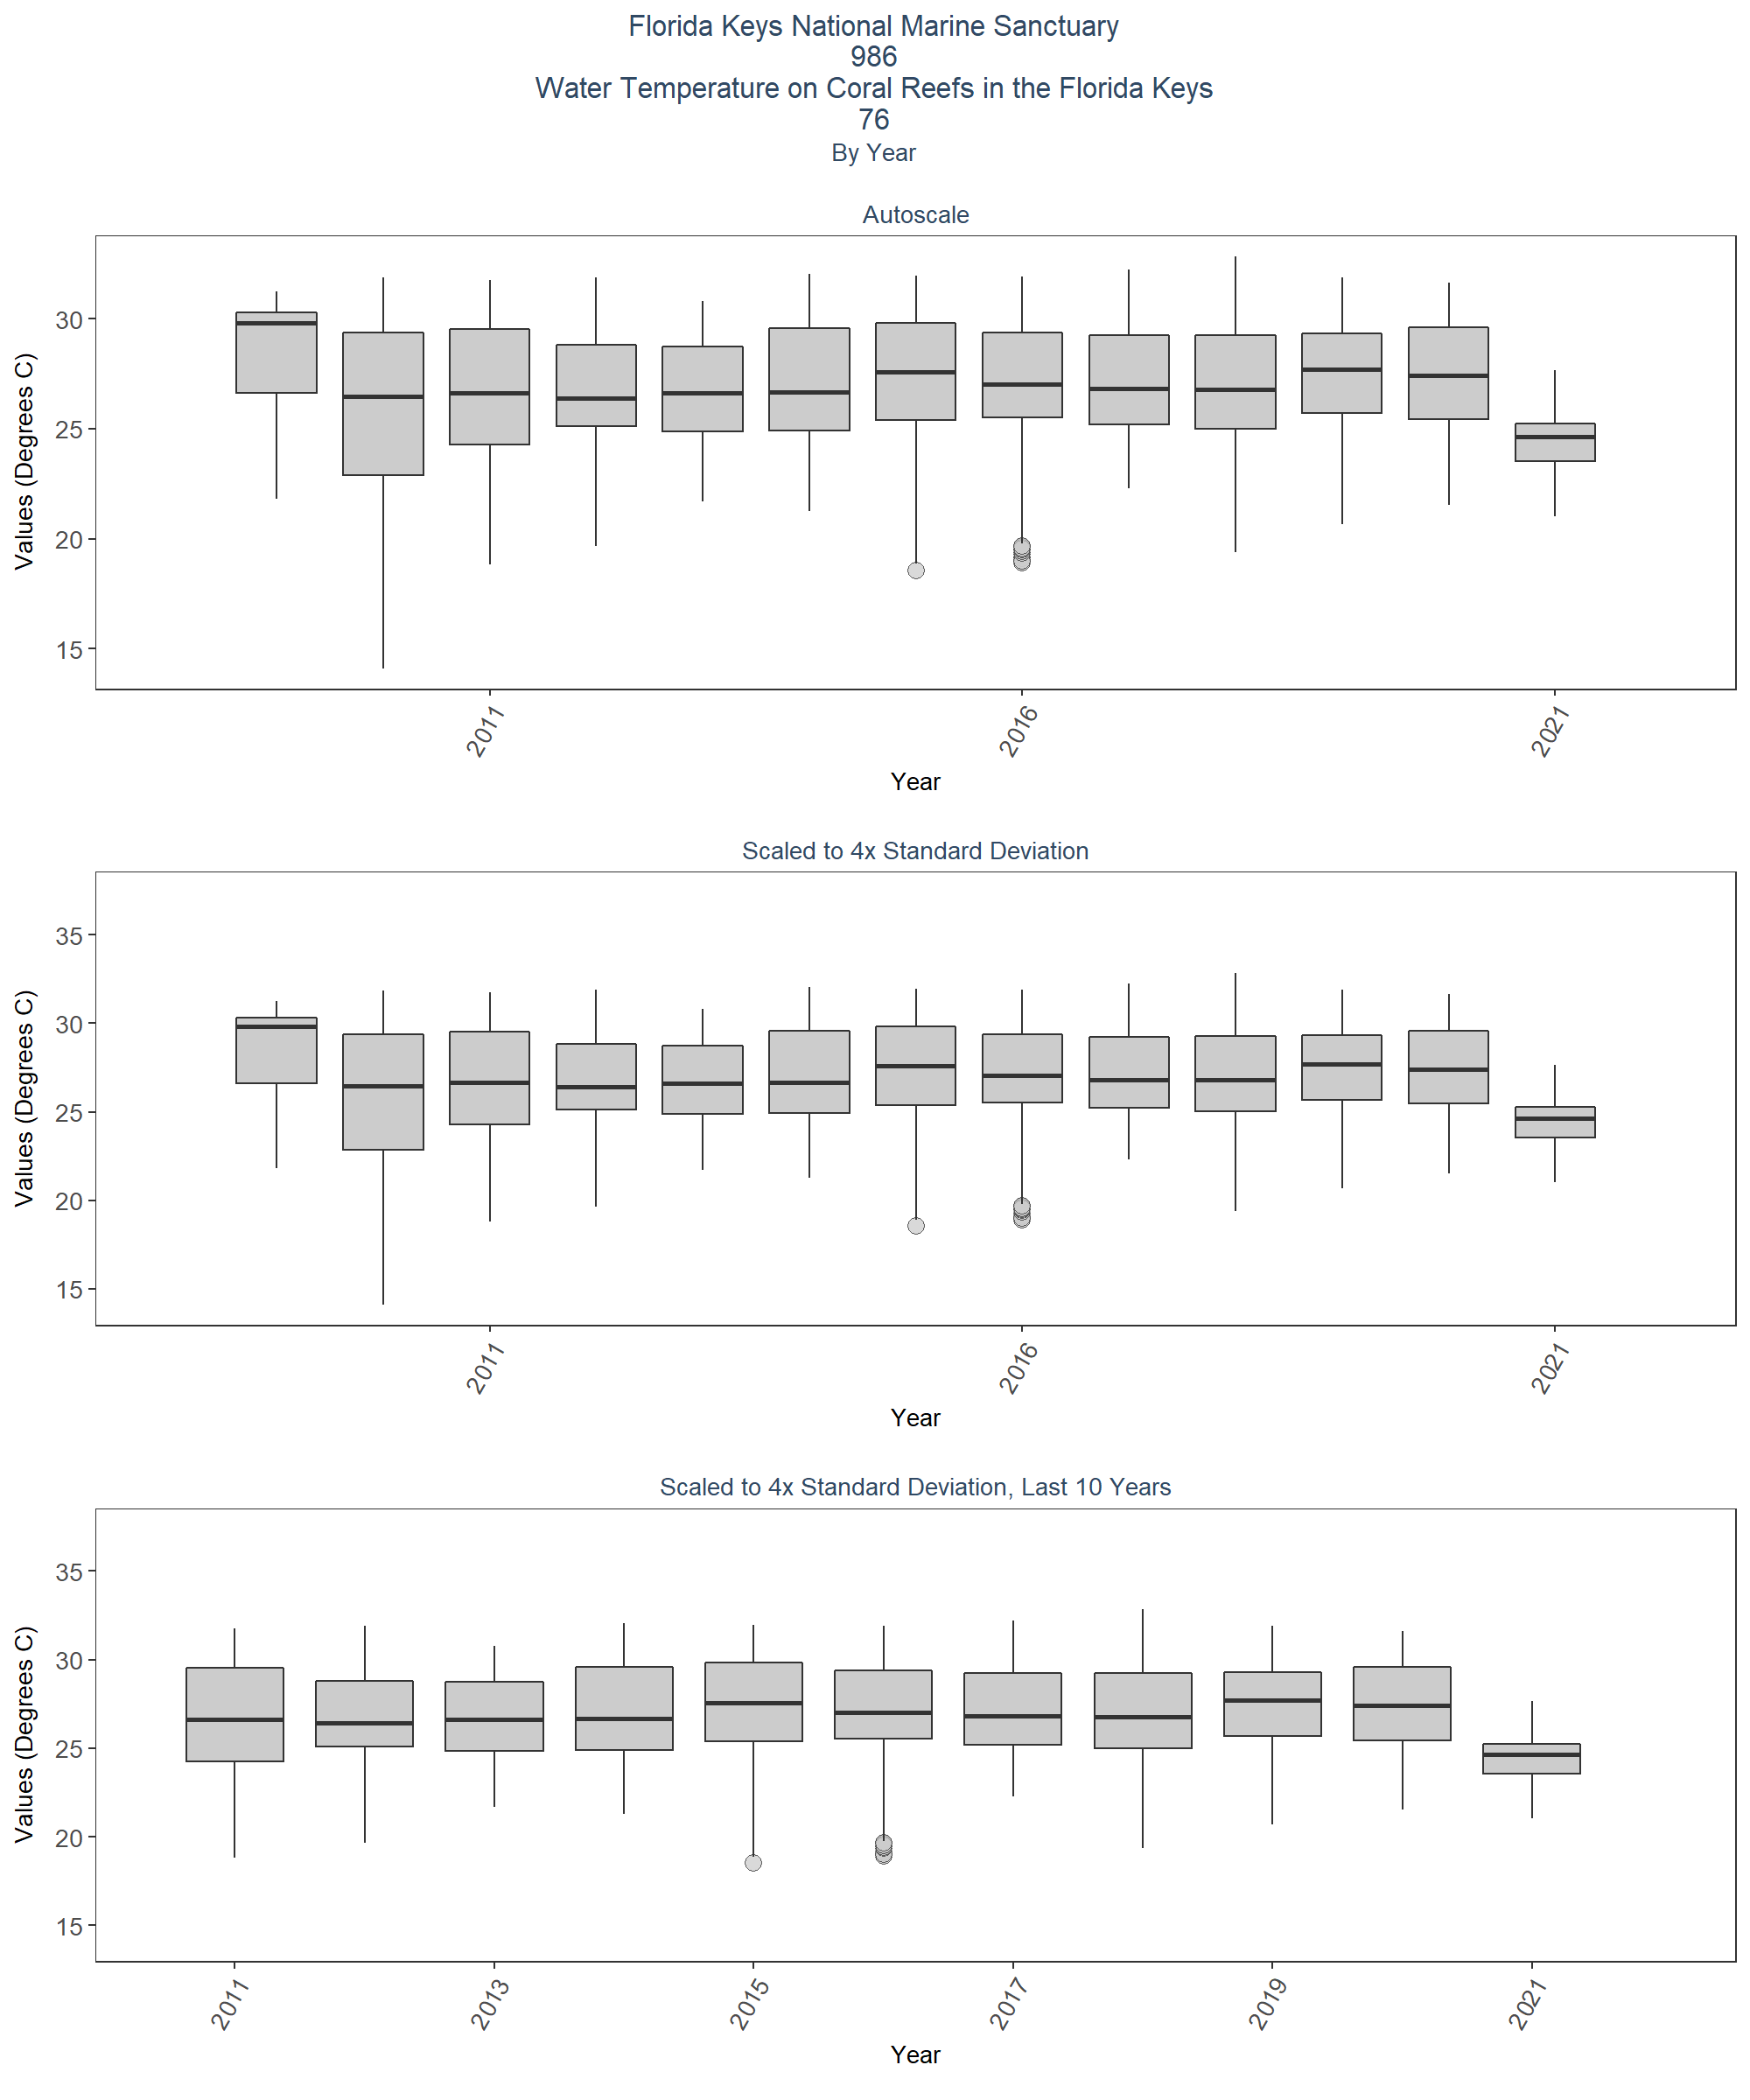 Florida Keys National Marine Sanctuary
986
Water Temperature on Coral Reefs in the Florida Keys
76
By Year
Autoscale
Values (Degrees C)
30
25
20
15
2011
2016
2021
Year
Scaled to 4x Standard Deviation
Values (Degrees C)
35
30
25
20
15
2011
2016
2021
Year
Scaled to 4x Standard Deviation, Last 10 Years
Values (Degrees C)
35
30
25
20
15
2011
2013
2015
2017
2019
2021
Year